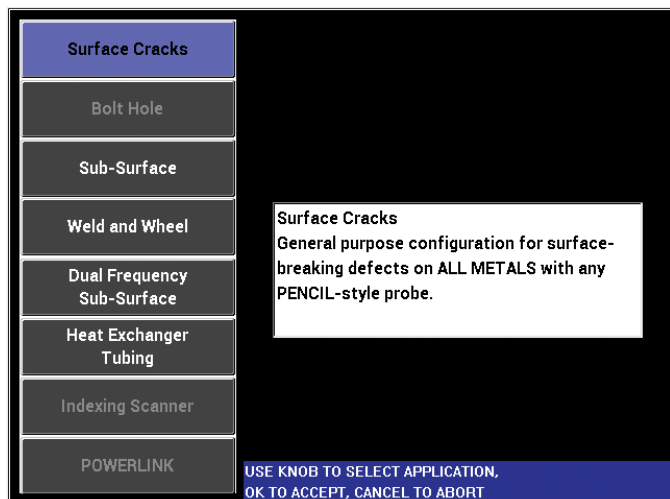 Surface Cracks
Bolt Hole
Sub-Surface
Weld and Wheel
Dual Frequency
Sub-Surface
Heat Exchanger
Tubing
Indexing Scanner
POWERLINK
Surface Cracks
General purpose configuration for surface-
breaking defects on ALL METALS with any
PENCIL-style probe.
USE KNOB TO SELECT APPLICATION,
OK TO ACCEPT, CANCEL TO ABORT